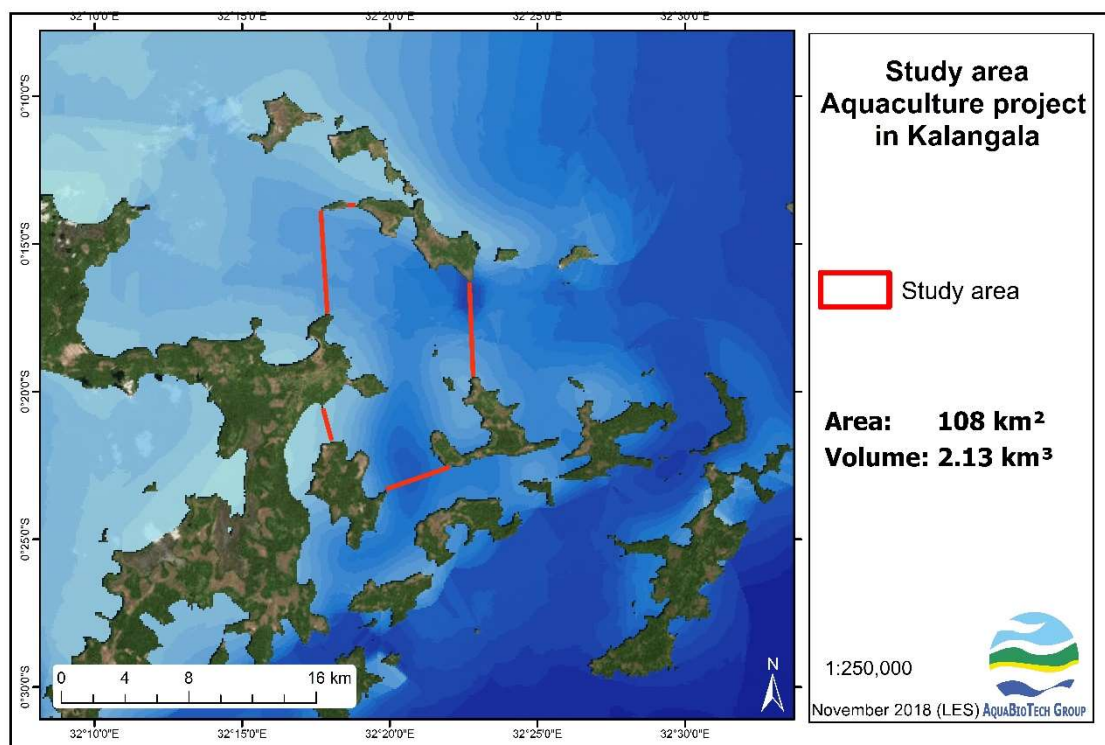 32°10'0"E 32°15'0"E 32°20'0"E 32°25'0"E 32°30'0"E
0°10'0"S
0°15'0"S
0°20'0"S
0°25'0"S
0°30'0"S
0 4 8 16 km
N
32°10'0"E 32°15'0"E 32°20'0"E 32°25'0"E 32°30'0"E
Study area
Aquaculture project
in Kalangala
Study area
Area: 108 km²
Volume: 2.13 km³
1:250,000
November 2018 (LES)
AQUABIOTECH GROUP